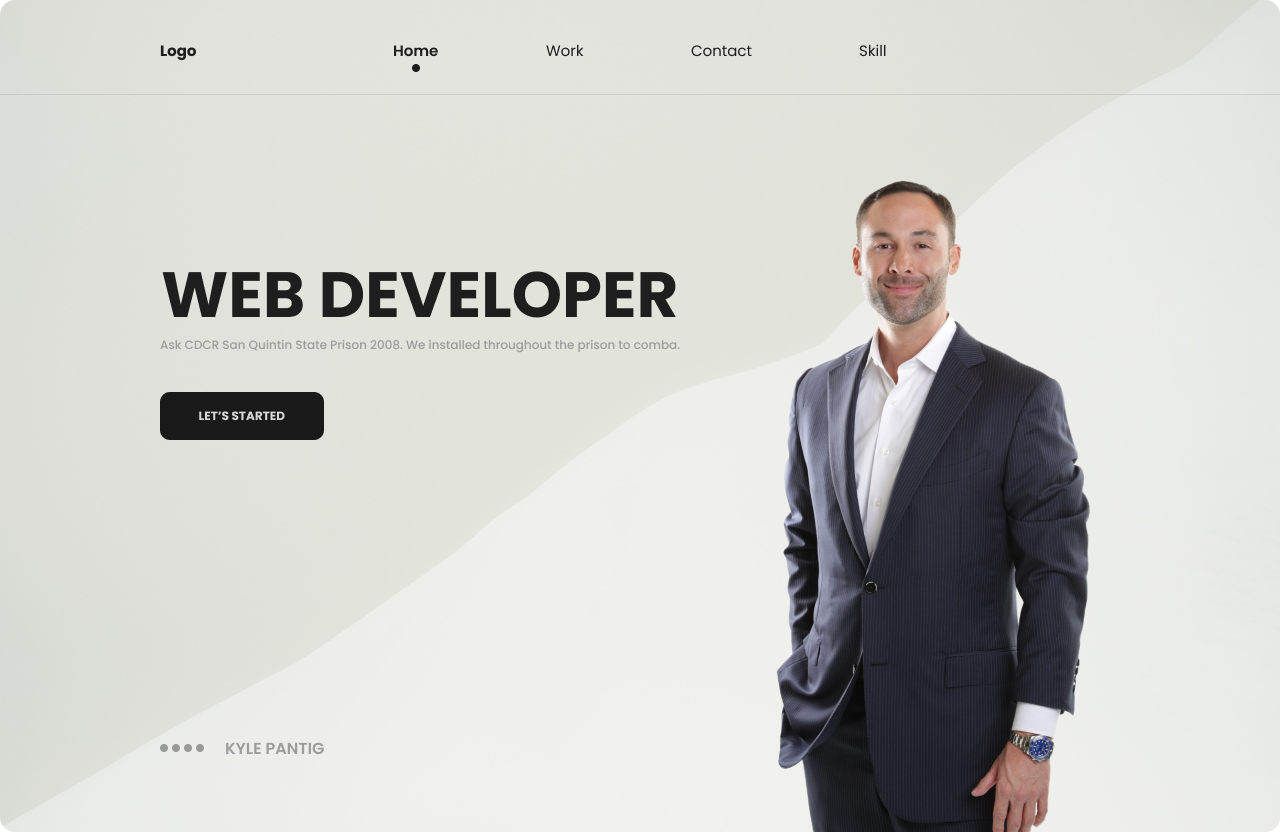 Logo Home Work Contact Skill
WEB DEVELOPER
Ask CDCR San Quintin State Prison 2008. We installed throughout the prison to comba.
LET’S STARTED
KYLE PANTIG